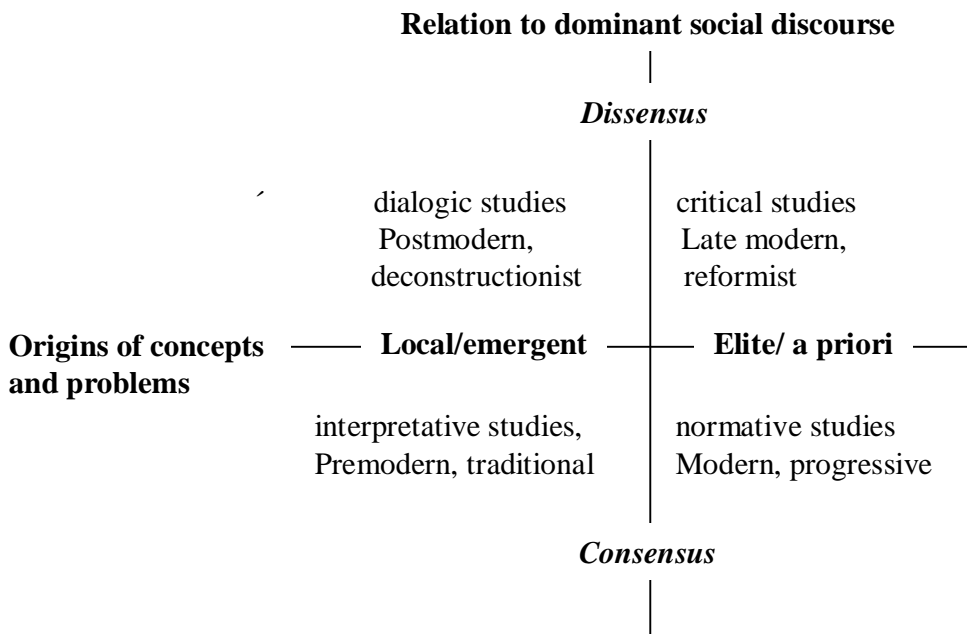 Relation to dominant social discourse
Dissensus
´
dialogic studies
Postmodern,
deconstructionist
critical studies
Late modern,
reformist
Origins of concepts
and problems
Local/emergent
Elite/ a priori
interpretative studies,
Premodern, traditional
normative studies
Modern, progressive
Consensus